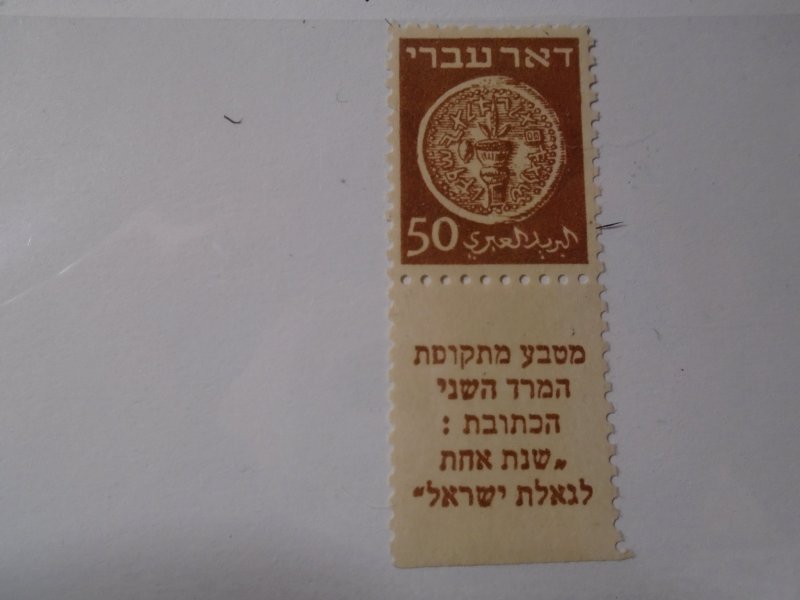 דאר עברי
50 البريد العبري
מטבע מתקופת
המרד השני
הכתובת :
„שנת אחת
לגאלת ישראל”